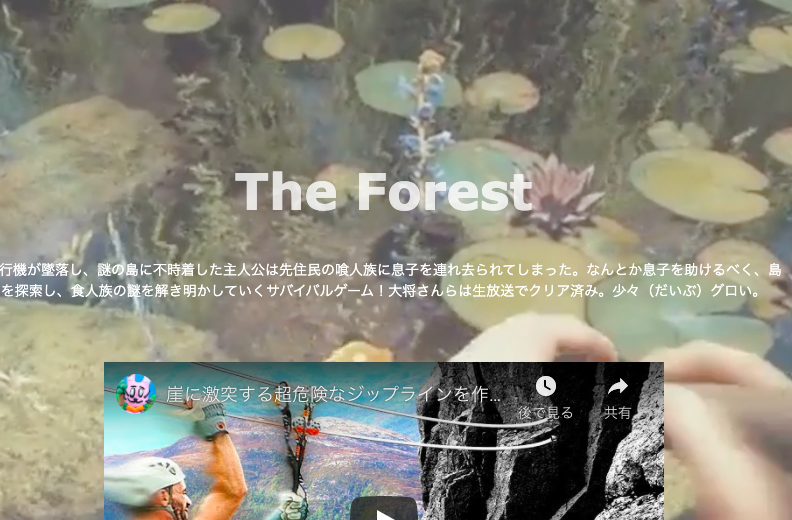 The Forest
行機が墜落し、謎の島に不時着した主人公は先住民の喰人族に息子を連れ去られてしまった。なんとか息子を助けるべく、島
を探索し、食人族の謎を解き明かしていくサバイバルゲーム！大将さんらは生放送でクリア済み。少々（だいぶ）グロい。
崖に激突する超危険なジップラインを作...
後で見る
共有